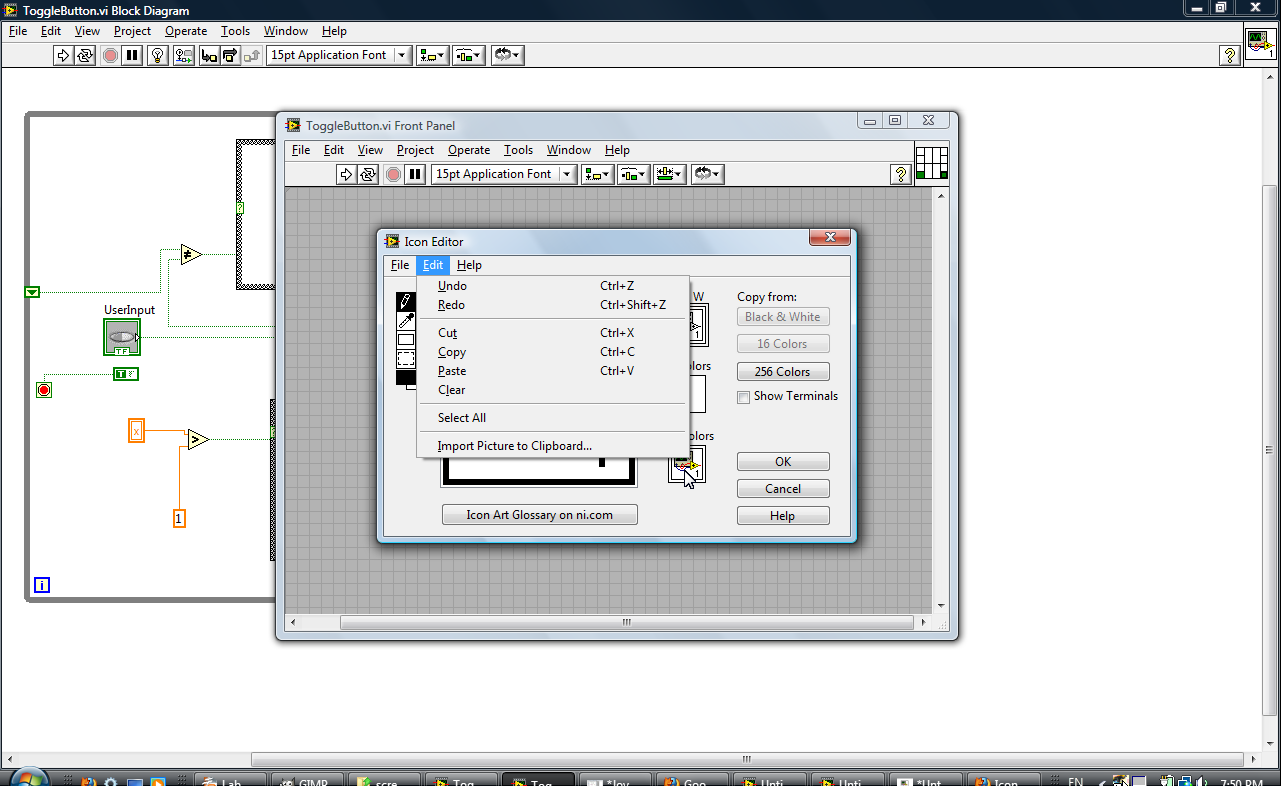 ToggleButton.vi Block Diagram
File Edit View Project Operate Tools Window Help
15pt Application Font
?
1
ToggleButton.vi Front Panel
File Edit View Project Operate Tools Window Help
15pt Application Font
?
?
≠
UserInput
TF
T F
x
>
?
1
i
Icon Editor
File Edit Help
Undo Ctrl+Z
Redo Ctrl+Shift+Z
Cut Ctrl+X
Copy Ctrl+C
Paste Ctrl+V
Clear
Select All
Import Picture to Clipboard...
W
1
lors
olors
1
Copy from:
Black & White
16 Colors
256 Colors
Show Terminals
OK
Cancel
Help
Icon Art Glossary on ni.com
Lab GIMP scre Tog Tog Goo Unti Unti *Unt Icon EN 7:50 PM